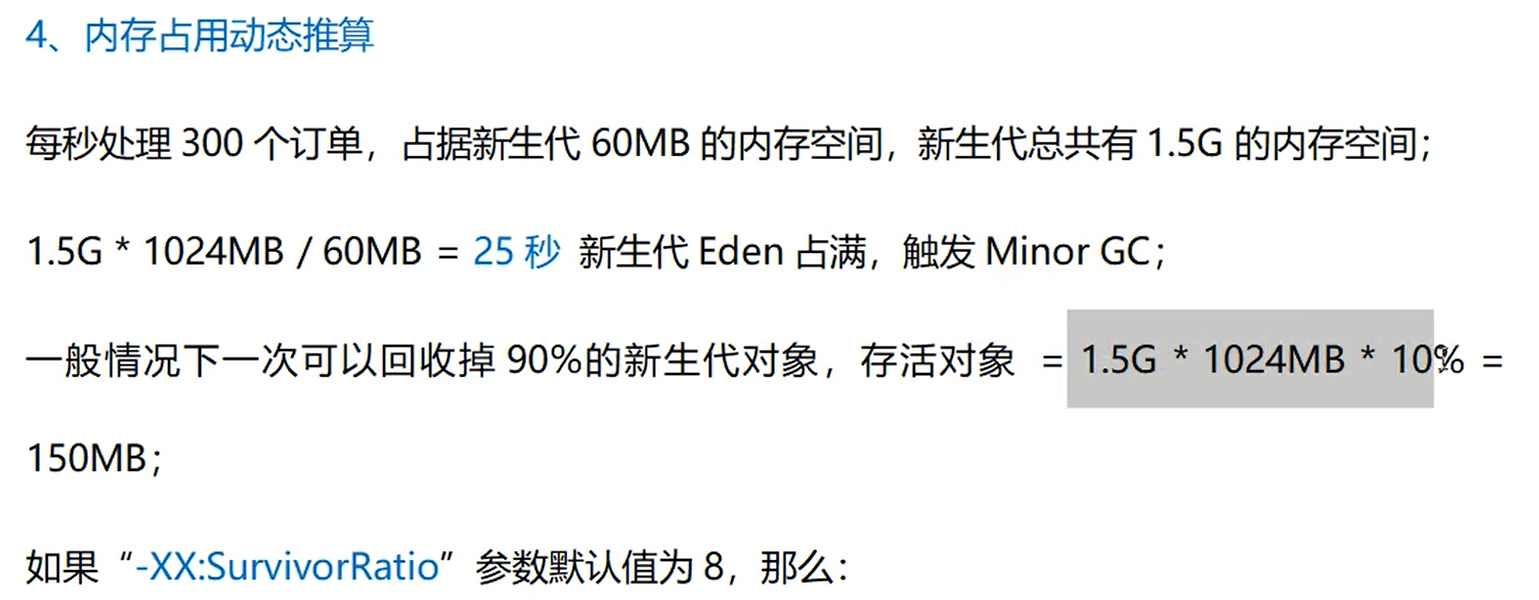 4、内存占用动态推算
每秒处理 300 个订单，占据新生代 60MB 的内存空间，新生代总共有 1.5G 的内存空间；
1.5G * 1024MB / 60MB = 25 秒 新生代 Eden 占满，触发 Minor GC；
一般情况下一次可以回收掉 90%的新生代对象，存活对象 = 1.5G * 1024MB * 10% =
150MB；
如果“-XX:SurvivorRatio”参数默认值为 8，那么：